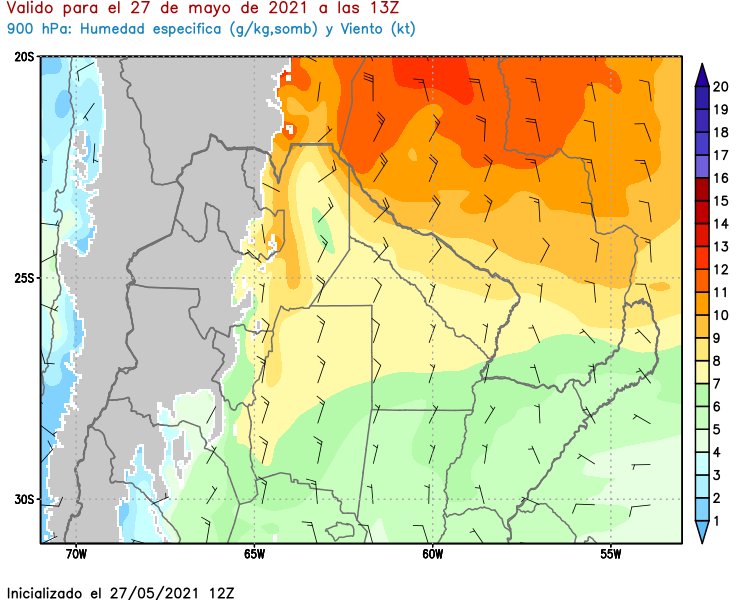 Valido para el 27 de mayo de 2021 a las 13Z
900 hPa: Humedad especifica (g/kg,somb) y Viento (kt)
20S
25S
30S
70W
65W
60W
55W
20
19
18
17
16
15
14
13
12
11
10
9
8
7
6
5
4
3
2
1
Inicializado el 27/05/2021 12Z